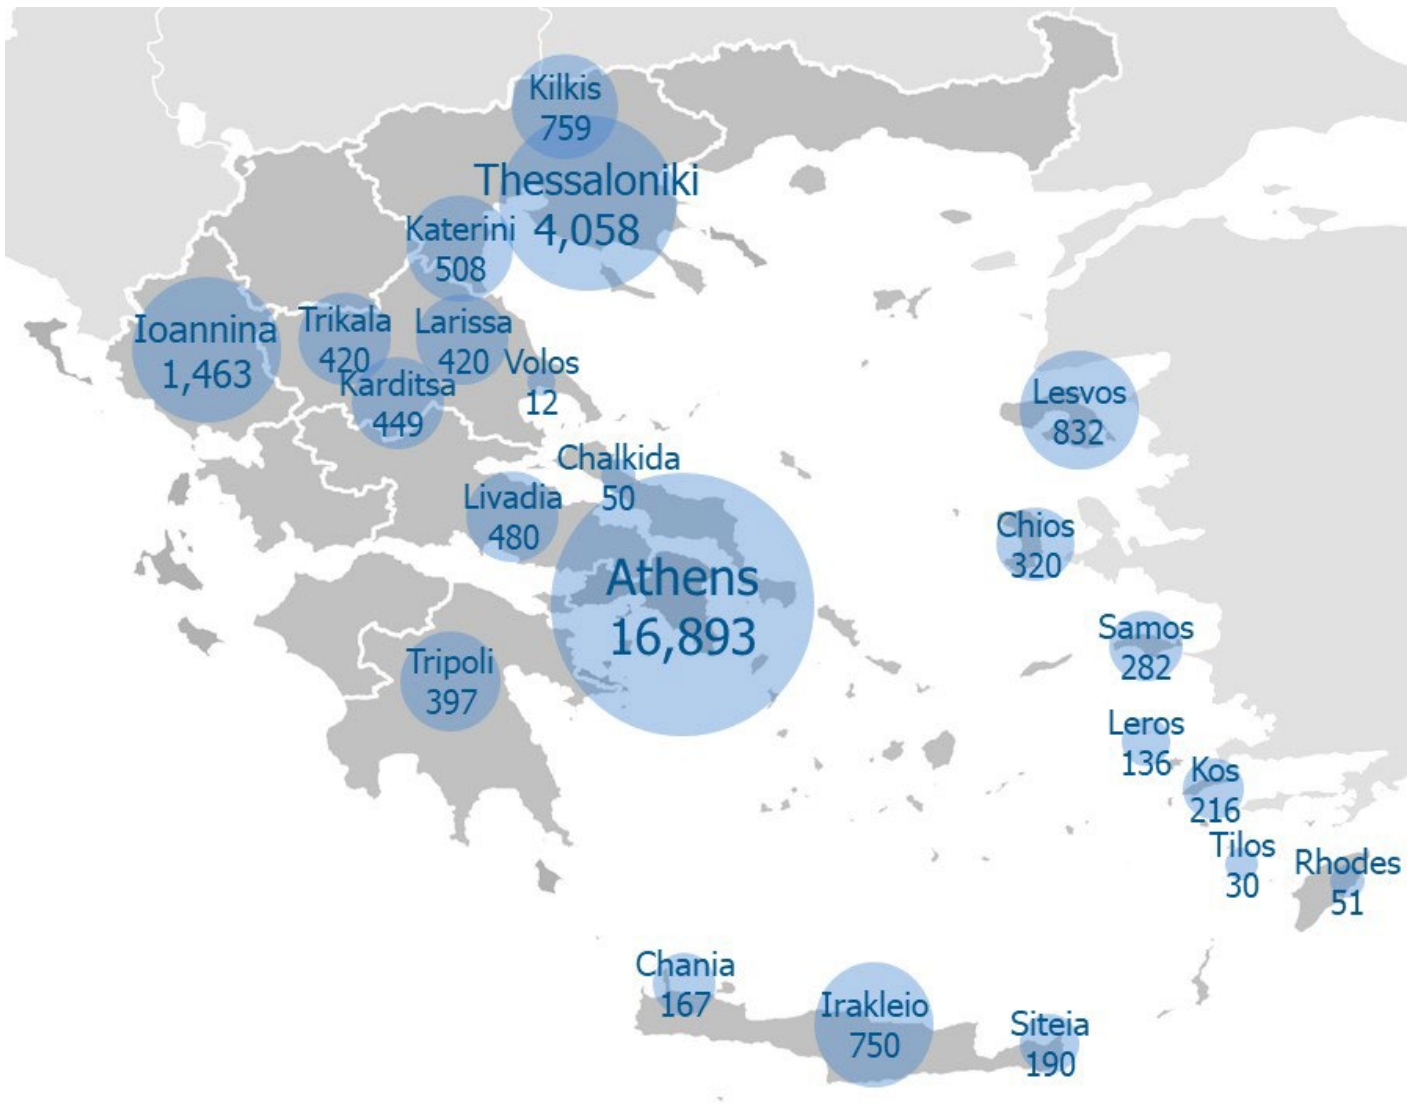 Kilkis
759
Thessaloniki
4,058
Katerini
508
Ioannina
1,463
Trikala
420
Larissa
420
Volos
12
Karditsa
449
Lesvos
832
Chalkida
50
Livadia
480
Chios
320
Athens
16,893
Samos
282
Tripoli
397
Leros
136
Kos
216
Tilos
30
Rhodes
51
Chania
167
Irakleio
750
Siteia
190